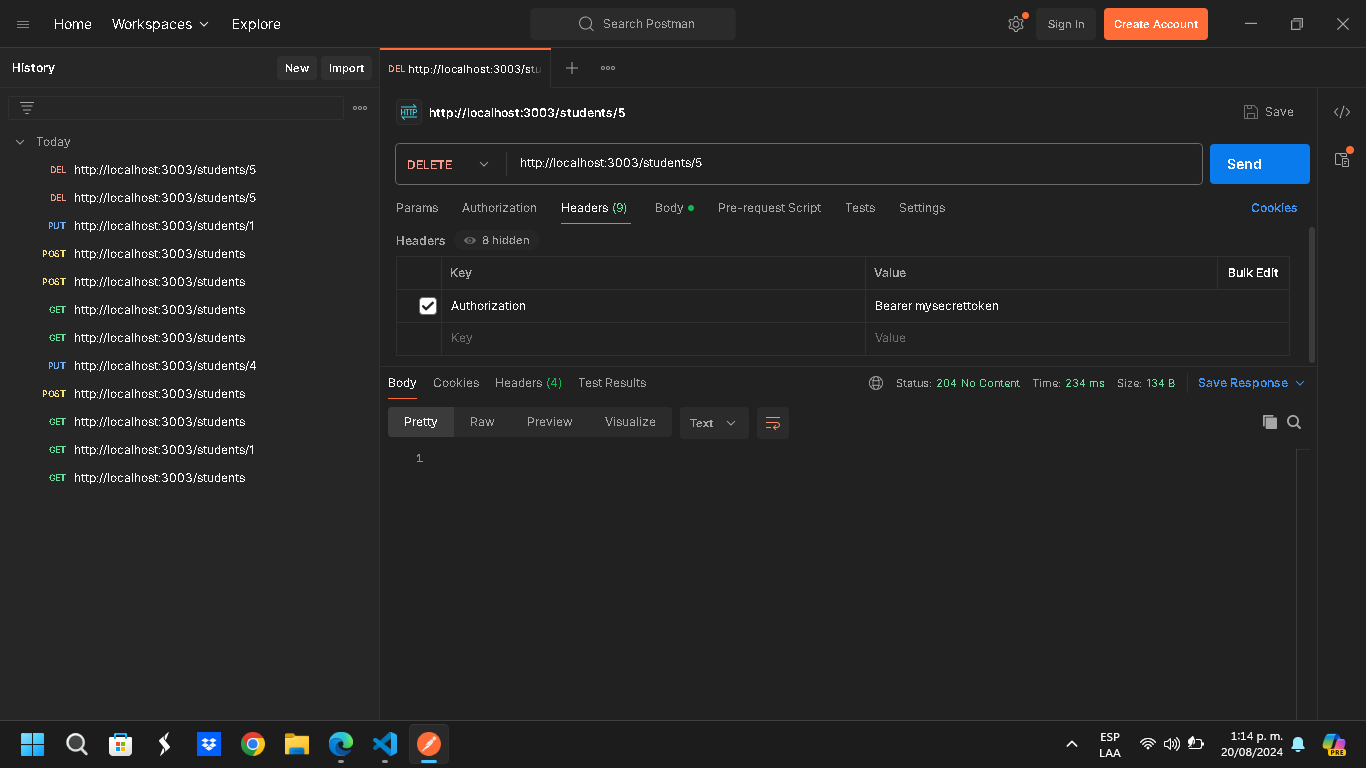 Home Workspaces Explore Search Postman Sign In Create Account
History New Import
DEL http://localhost:3003/stu
HTTP http://localhost:3003/students/5 Save
Today
DEL http://localhost:3003/students/5
DEL http://localhost:3003/students/5
PUT http://localhost:3003/students/1
POST http://localhost:3003/students
POST http://localhost:3003/students
GET http://localhost:3003/students
GET http://localhost:3003/students
PUT http://localhost:3003/students/4
POST http://localhost:3003/students
GET http://localhost:3003/students
GET http://localhost:3003/students/1
GET http://localhost:3003/students
DELETE http://localhost:3003/students/5 Send
Params Authorization Headers (9) Body Pre-request Script Tests Settings Cookies
Headers 8 hidden
Key Value Bulk Edit
Authorization Bearer mysecrettoken
Key Value
Body Cookies Headers (4) Test Results Status: 204 No Content Time: 234 ms Size: 134 B Save Response
Pretty Raw Preview Visualize Text
1
ESP
LAA
1:14 p. m.
20/08/2024
PRE